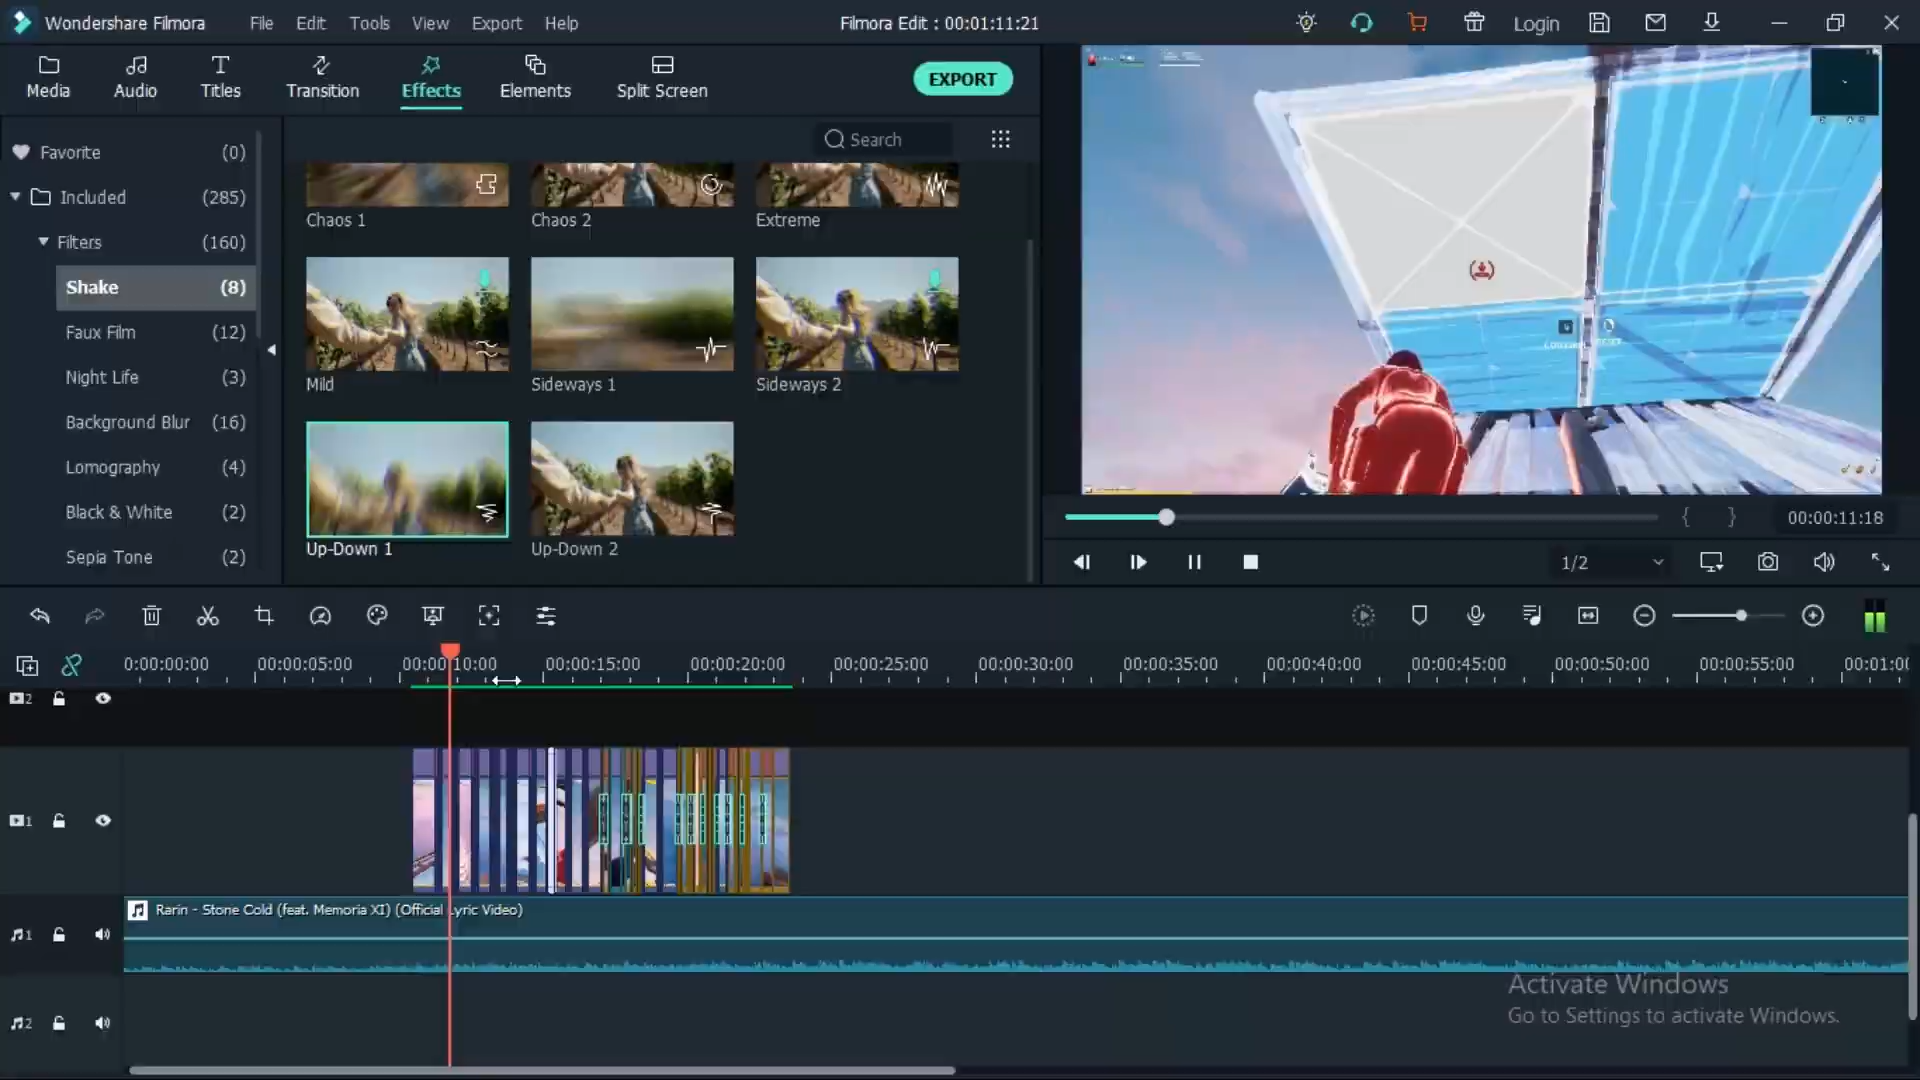 Wondershare Filmora
File
Edit
Tools
View
Export
Help
Filmora Edit : 00:01:11:21
Login
Media
Audio
Titles
Transition
Effects
Elements
Split Screen
EXPORT
Favorite (0)
Included (285)
Filters (160)
Shake (8)
Faux Film (12)
Night Life (3)
Background Blur (16)
Lomography (4)
Black & White (2)
Sepia Tone (2)
Search
Chaos 1
Chaos 2
Extreme
Mild
Sideways 1
Sideways 2
Up-Down 1
Up-Down 2
{ }
00:00:11:18
1/2
0:00:00:00
00:00:05:00
00:00:10:00
00:00:15:00
00:00:20:00
00:00:25:00
00:00:30:00
00:00:35:00
00:00:40:00
00:00:45:00
00:00:50:00
00:00:55:00
2
1
Rarin - Stone Cold (feat. Memoria XI) (Official Lyric Video)
1
2
Activate Windows
Go to Settings to activate Windows.